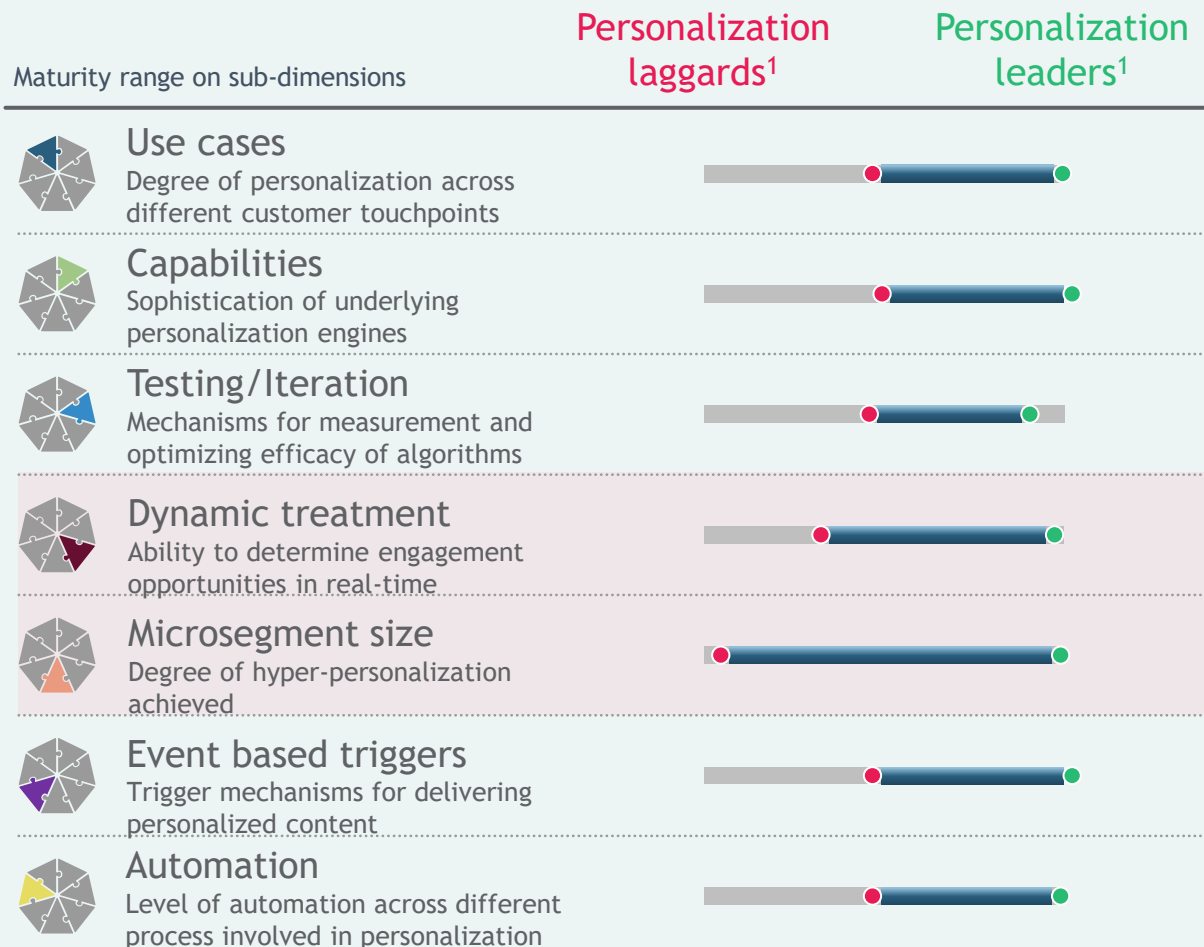 Personalization
laggards¹
Personalization
leaders¹
Maturity range on sub-dimensions
Use cases
Degree of personalization across
different customer touchpoints
Capabilities
Sophistication of underlying
personalization engines
Testing/Iteration
Mechanisms for measurement and
optimizing efficacy of algorithms
Dynamic treatment
Ability to determine engagement
opportunities in real-time
Microsegment size
Degree of hyper-personalization
achieved
Event based triggers
Trigger mechanisms for delivering
personalized content
Automation
Level of automation across different
process involved in personalization